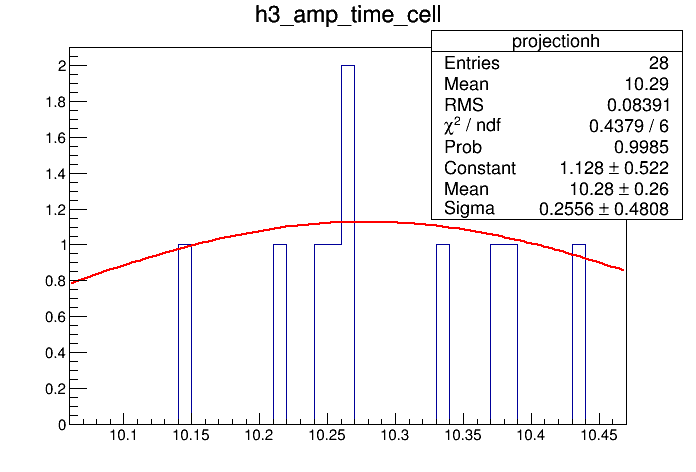 h3_amp_time_cell
projectionh
Entries 28
Mean 10.29
RMS 0.08391
χ² / ndf 0.4379 / 6
Prob 0.9985
Constant 1.128 ± 0.522
Mean 10.28 ± 0.26
Sigma 0.2556 ± 0.4808
2
1.8
1.6
1.4
1.2
1
0.8
0.6
0.4
0.2
0
10.1 10.15 10.2 10.25 10.3 10.35 10.4 10.45